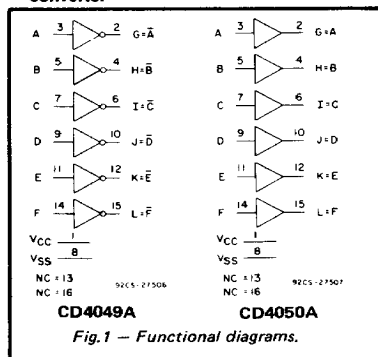 converter
A 3 2 G=A̅ A 3 2 G=A
B 5 4 H=B̅ B 5 4 H=B
C 7 6 I=C̅ C 7 6 I=C
D 9 10 J=D̅ D 9 10 J=D
E 11 12 K=E̅ E 11 12 K=E
F 14 15 L=F̅ F 14 15 L=F
VCC 1 VCC 1
VSS 8 VSS 8
NC=13 92CS-27506 NC=13 92CS-27507
NC=16 NC=16
CD4049A CD4050A
Fig. 1 — Functional diagrams.